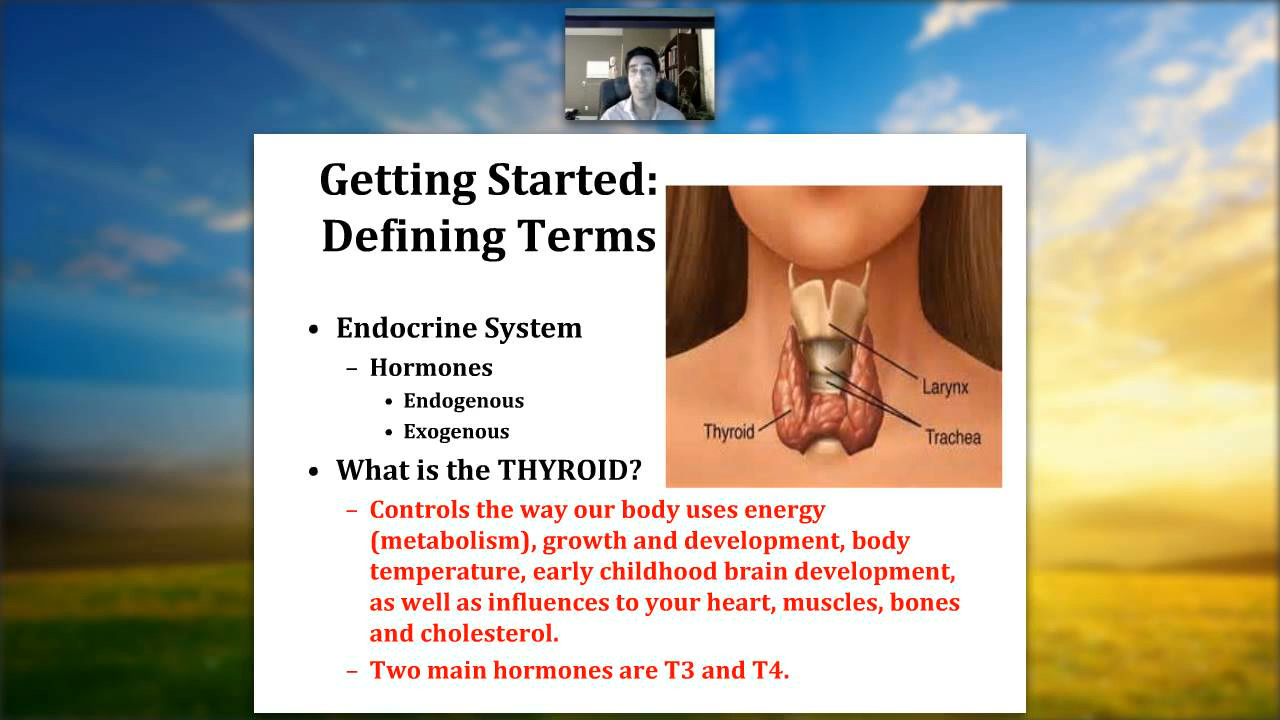 Getting Started:
Defining Terms
• Endocrine System
– Hormones
• Endogenous
• Exogenous
• What is the THYROID?
– Controls the way our body uses energy
(metabolism), growth and development, body
temperature, early childhood brain development,
as well as influences to your heart, muscles, bones
and cholesterol.
– Two main hormones are T3 and T4.
Larynx
Thyroid
Trachea